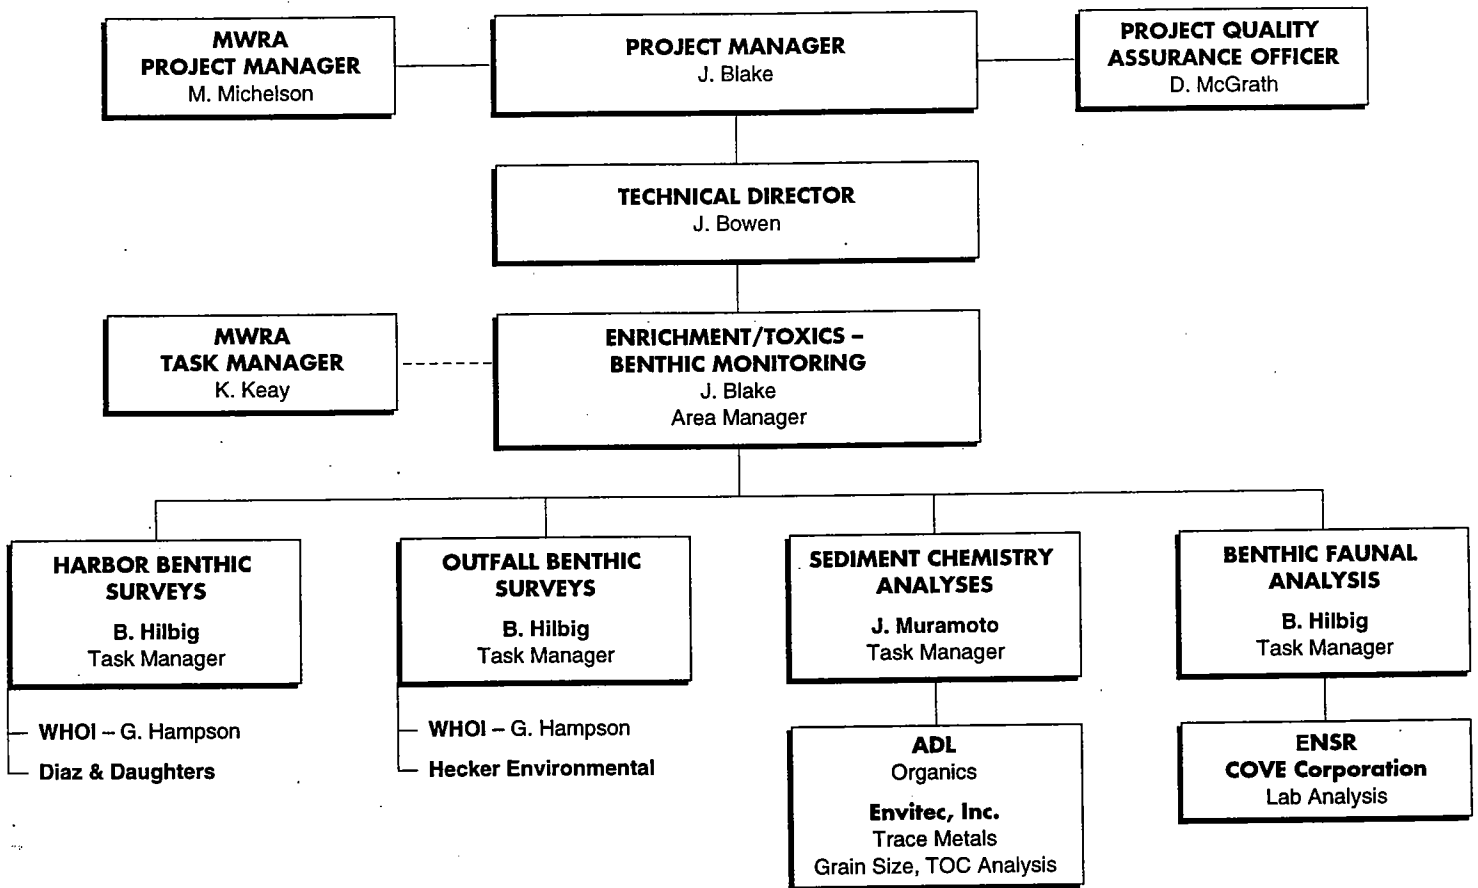 MWRA
PROJECT MANAGER
M. Michelson
PROJECT MANAGER
J. Blake
PROJECT QUALITY
ASSURANCE OFFICER
D. McGrath
TECHNICAL DIRECTOR
J. Bowen
MWRA
TASK MANAGER
K. Keay
ENRICHMENT/TOXICS –
BENTHIC MONITORING
J. Blake
Area Manager
HARBOR BENTHIC
SURVEYS
B. Hilbig
Task Manager
WHOI – G. Hampson
Diaz & Daughters
OUTFALL BENTHIC
SURVEYS
B. Hilbig
Task Manager
WHOI – G. Hampson
Hecker Environmental
SEDIMENT CHEMISTRY
ANALYSES
J. Muramoto
Task Manager
ADL
Organics
Envitec, Inc.
Trace Metals
Grain Size, TOC Analysis
BENTHIC FAUNAL
ANALYSIS
B. Hilbig
Task Manager
ENSR
COVE Corporation
Lab Analysis